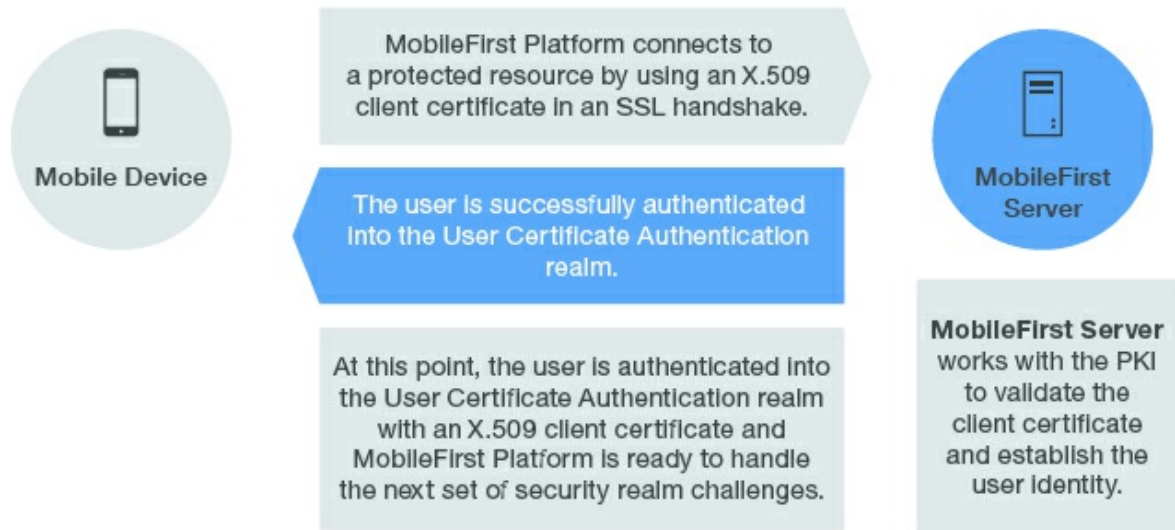 Mobile Device
MobileFirst Platform connects to
a protected resource by using an X.509
client certificate in an SSL handshake.
MobileFirst
Server
The user is successfully authenticated
into the User Certificate Authentication
realm.
At this point, the user is authenticated into
the User Certificate Authentication realm
with an X.509 client certificate and
MobileFirst Platform is ready to handle
the next set of security realm challenges.
MobileFirst Server
works with the PKI
to validate the
client certificate
and establish the
user identity.